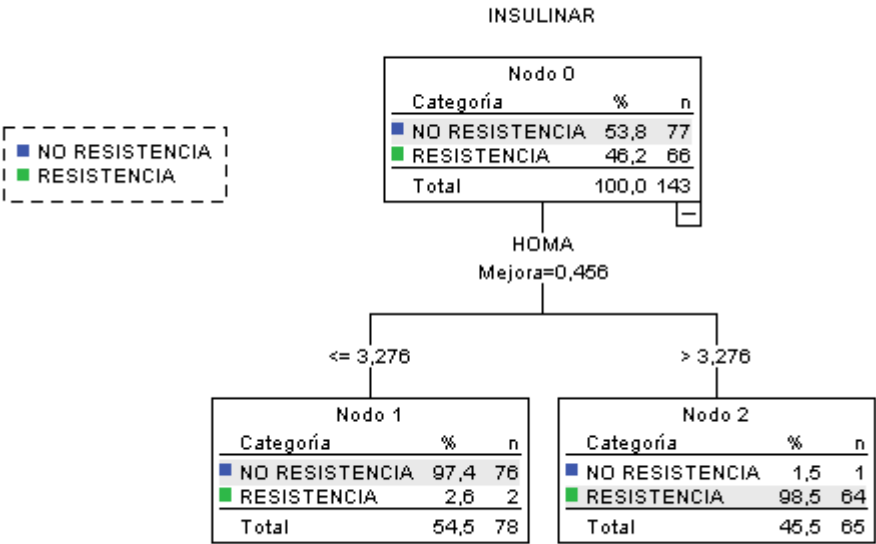 INSULINAR
Nodo 0
Categoría % n
NO RESISTENCIA 53,8 77
RESISTENCIA 46,2 66
Total 100,0 143
NO RESISTENCIA
RESISTENCIA
HOMA
Mejora=0,456
<= 3,276
> 3,276
Nodo 1
Categoría % n
NO RESISTENCIA 97,4 76
RESISTENCIA 2,6 2
Total 54,5 78
Nodo 2
Categoría % n
NO RESISTENCIA 1,5 1
RESISTENCIA 98,5 64
Total 45,5 65